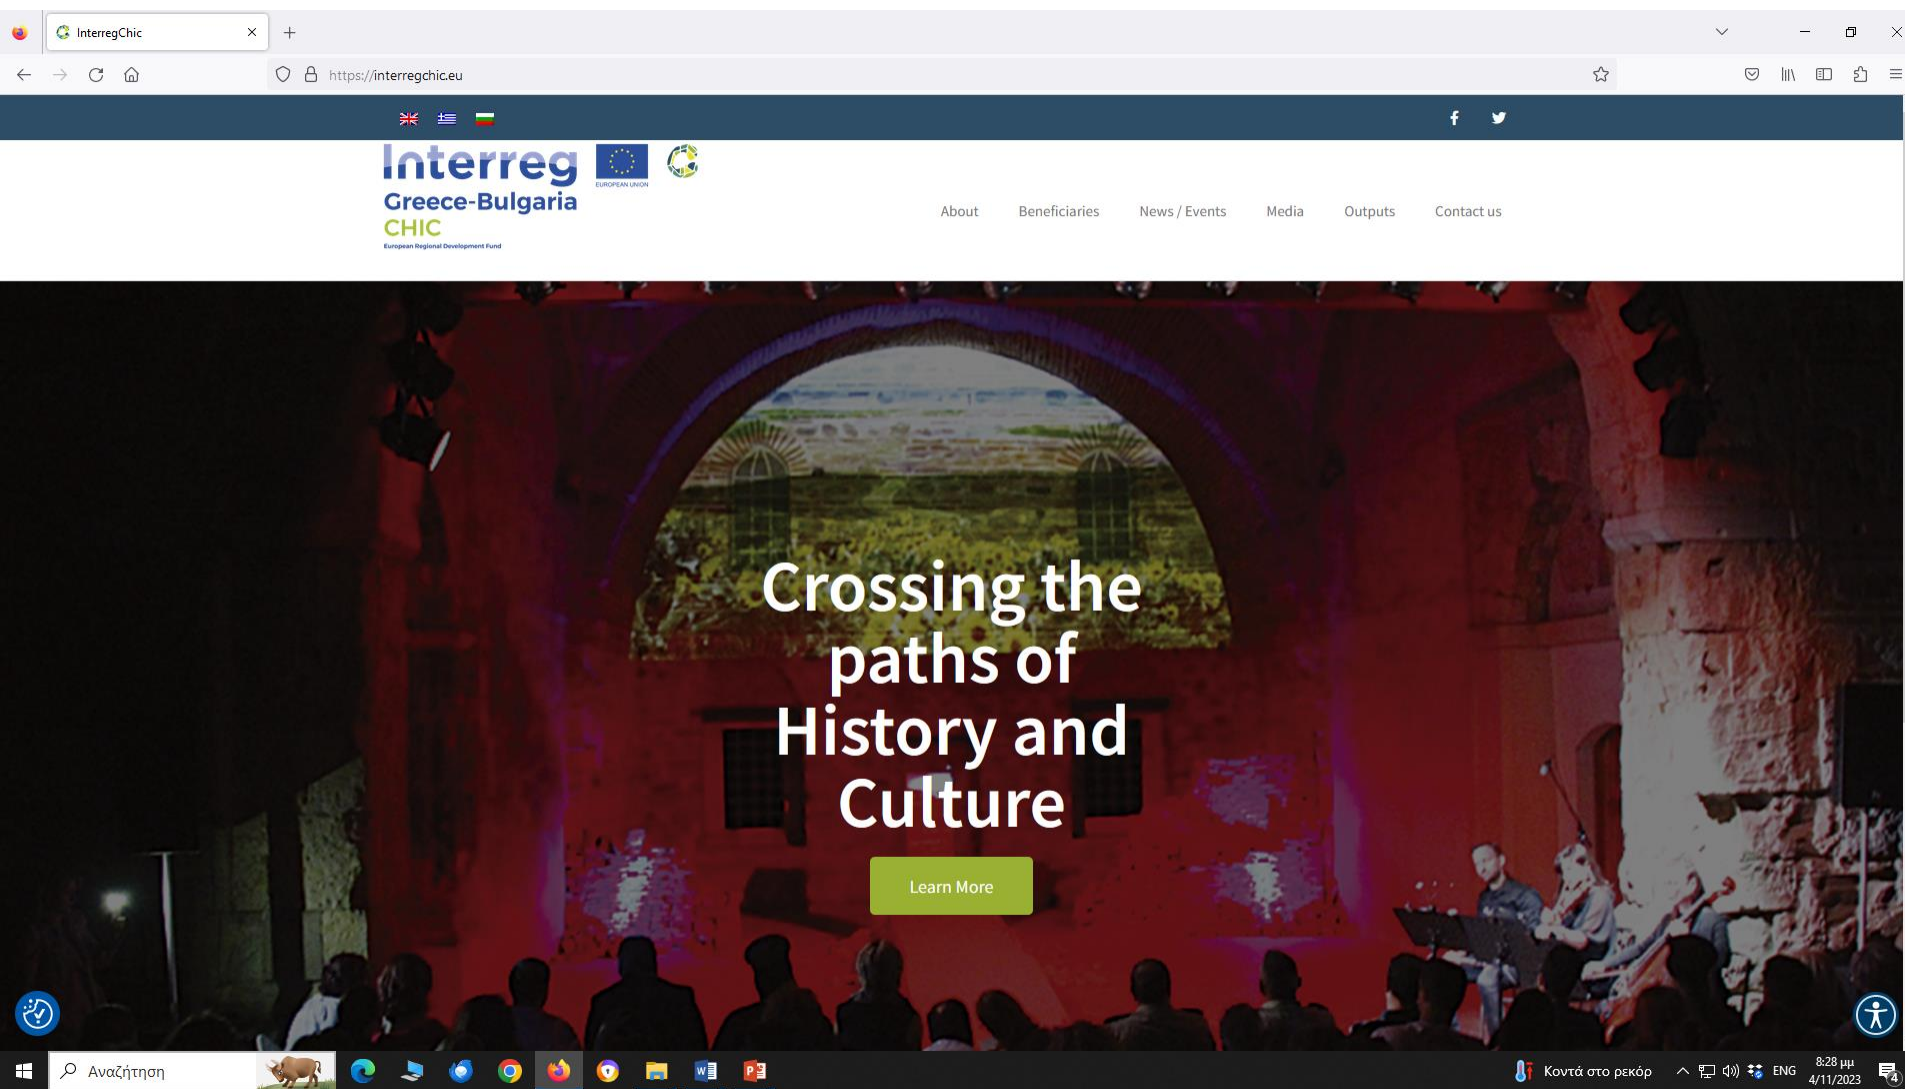 InterregChic
https://interregchic.eu
Interreg
EUROPEAN UNION
Greece-Bulgaria
CHIC
European Regional Development Fund
About Beneficiaries News / Events Media Outputs Contact us
Crossing the
paths of
History and
Culture
Learn More
Αναζήτηση
Κοντά στο ρεκόρ
ENG
8:28 μμ
4/11/2023
4